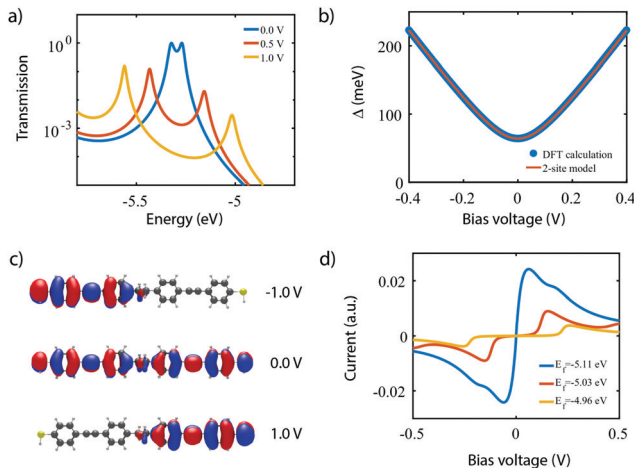 a)
Transmission
10⁰
10⁻³
0.0 V
0.5 V
1.0 V
-5.5
-5
Energy (eV)
b)
Δ (meV)
200
100
0
DFT calculation
2-site model
-0.4
-0.2
0
0.2
0.4
Bias voltage (V)
c)
-1.0 V
0.0 V
1.0 V
d)
Current (a.u.)
0.02
0
-0.02
E_f=-5.11 eV
E_f=-5.03 eV
E_f=-4.96 eV
-0.5
0
0.5
Bias voltage (V)